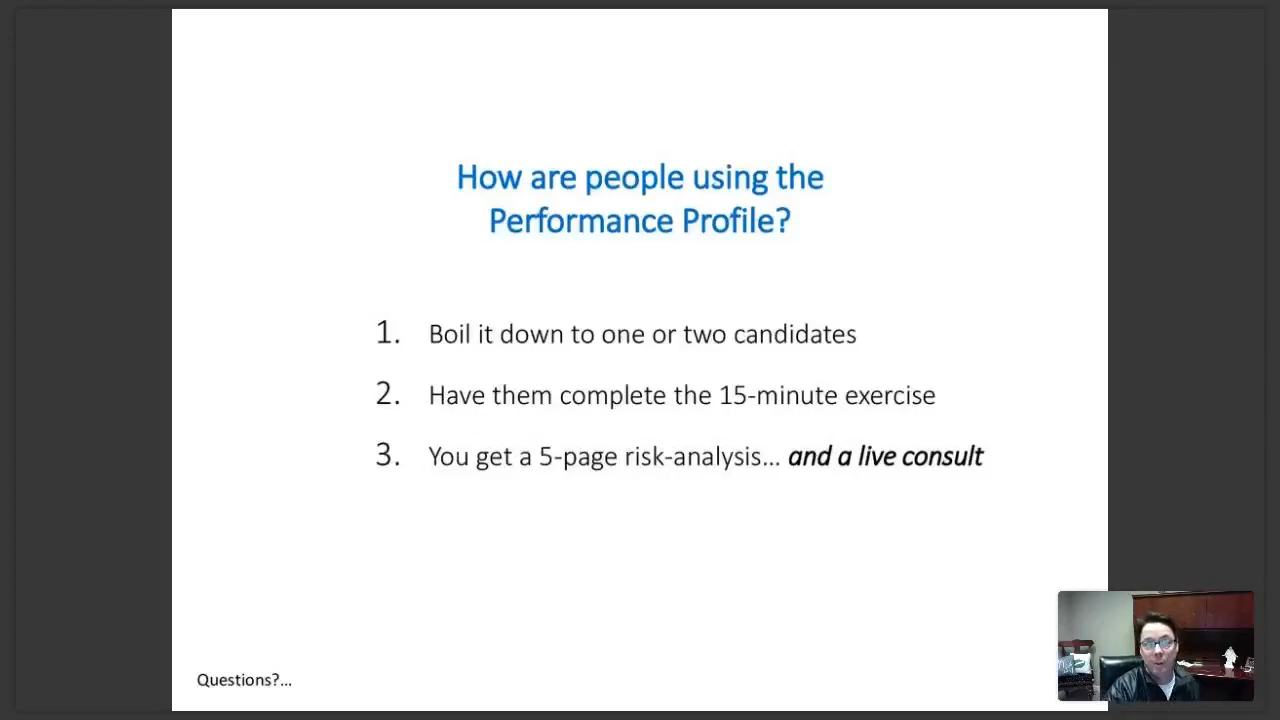 How are people using the
Performance Profile?
1. Boil it down to one or two candidates
2. Have them complete the 15-minute exercise
3. You get a 5-page risk-analysis... and a live consult
Questions?...